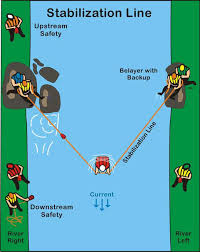 Stabilization Line
Upstream
Safety
Belayer with
Backup
Stabilization Line
Current
Downstream
Safety
River
Right
River
Left